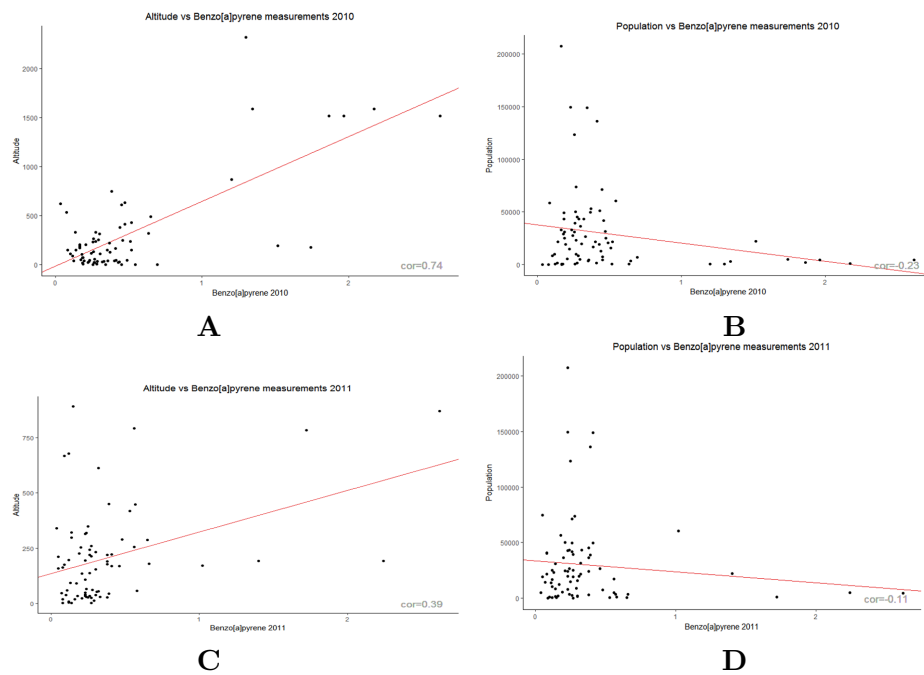 Altitude vs Benzo[a]pyrene measurements 2010
2000
1500
1000
500
0
Altitude
0
1
2
Benzo[a]pyrene 2010
cor=0.74
A
Population vs Benzo[a]pyrene measurements 2010
200000
150000
100000
50000
0
Population
0
1
2
Benzo[a]pyrene 2010
cor=-0.23
B
Altitude vs Benzo[a]pyrene measurements 2011
750
500
250
0
Altitude
0
1
2
Benzo[a]pyrene 2011
cor=0.39
C
Population vs Benzo[a]pyrene measurements 2011
200000
150000
100000
50000
0
Population
0
1
2
Benzo[a]pyrene 2011
cor=-0.11
D